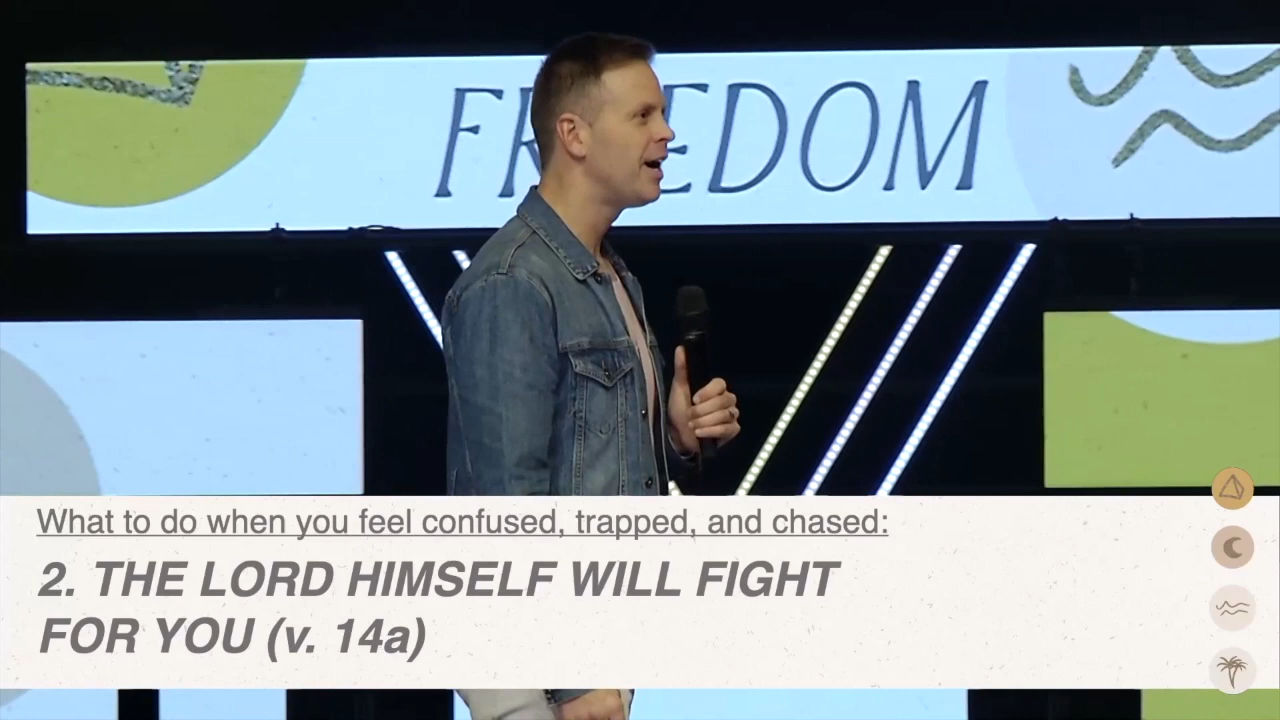 FREEDOM
What to do when you feel confused, trapped, and chased:
2. THE LORD HIMSELF WILL FIGHT
FOR YOU (v. 14a)